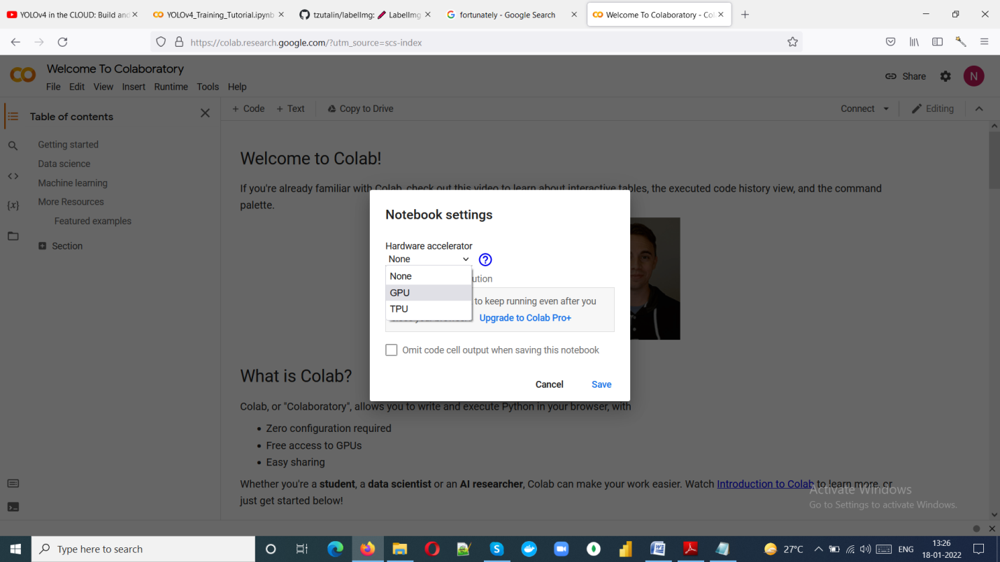 YOLOv4 in the CLOUD: Build and
YOLOv4_Training_Tutorial.ipynb
tzutalin/labelImg: LabelImg
fortunately - Google Search
Welcome To Colaboratory - Col
https://colab.research.google.com/?utm_source=scs-index
Welcome To Colaboratory
File Edit View Insert Runtime Tools Help
Share
N
Table of contents
+ Code + Text Copy to Drive
Connect
Editing
Getting started
Data science
Machine learning
More Resources
Featured examples
Section
Welcome to Colab!
If you're already familiar with Colab, check out this video to learn about interactive tables, the executed code history view, and the command
palette.
Notebook settings
Hardware accelerator
None
?
None
GPU
TPU
ution
to keep running even after you
Upgrade to Colab Pro+
Omit code cell output when saving this notebook
Cancel Save
What is Colab?
Colab, or "Colaboratory", allows you to write and execute Python in your browser, with
• Zero configuration required
• Free access to GPUs
• Easy sharing
Whether you're a student, a data scientist or an AI researcher, Colab can make your work easier. Watch Introduction to Colab to learn more, or
just get started below!
Activate Windows
Go to Settings to activate Windows.
Type here to search
27°C
ENG
13:26
18-01-2022